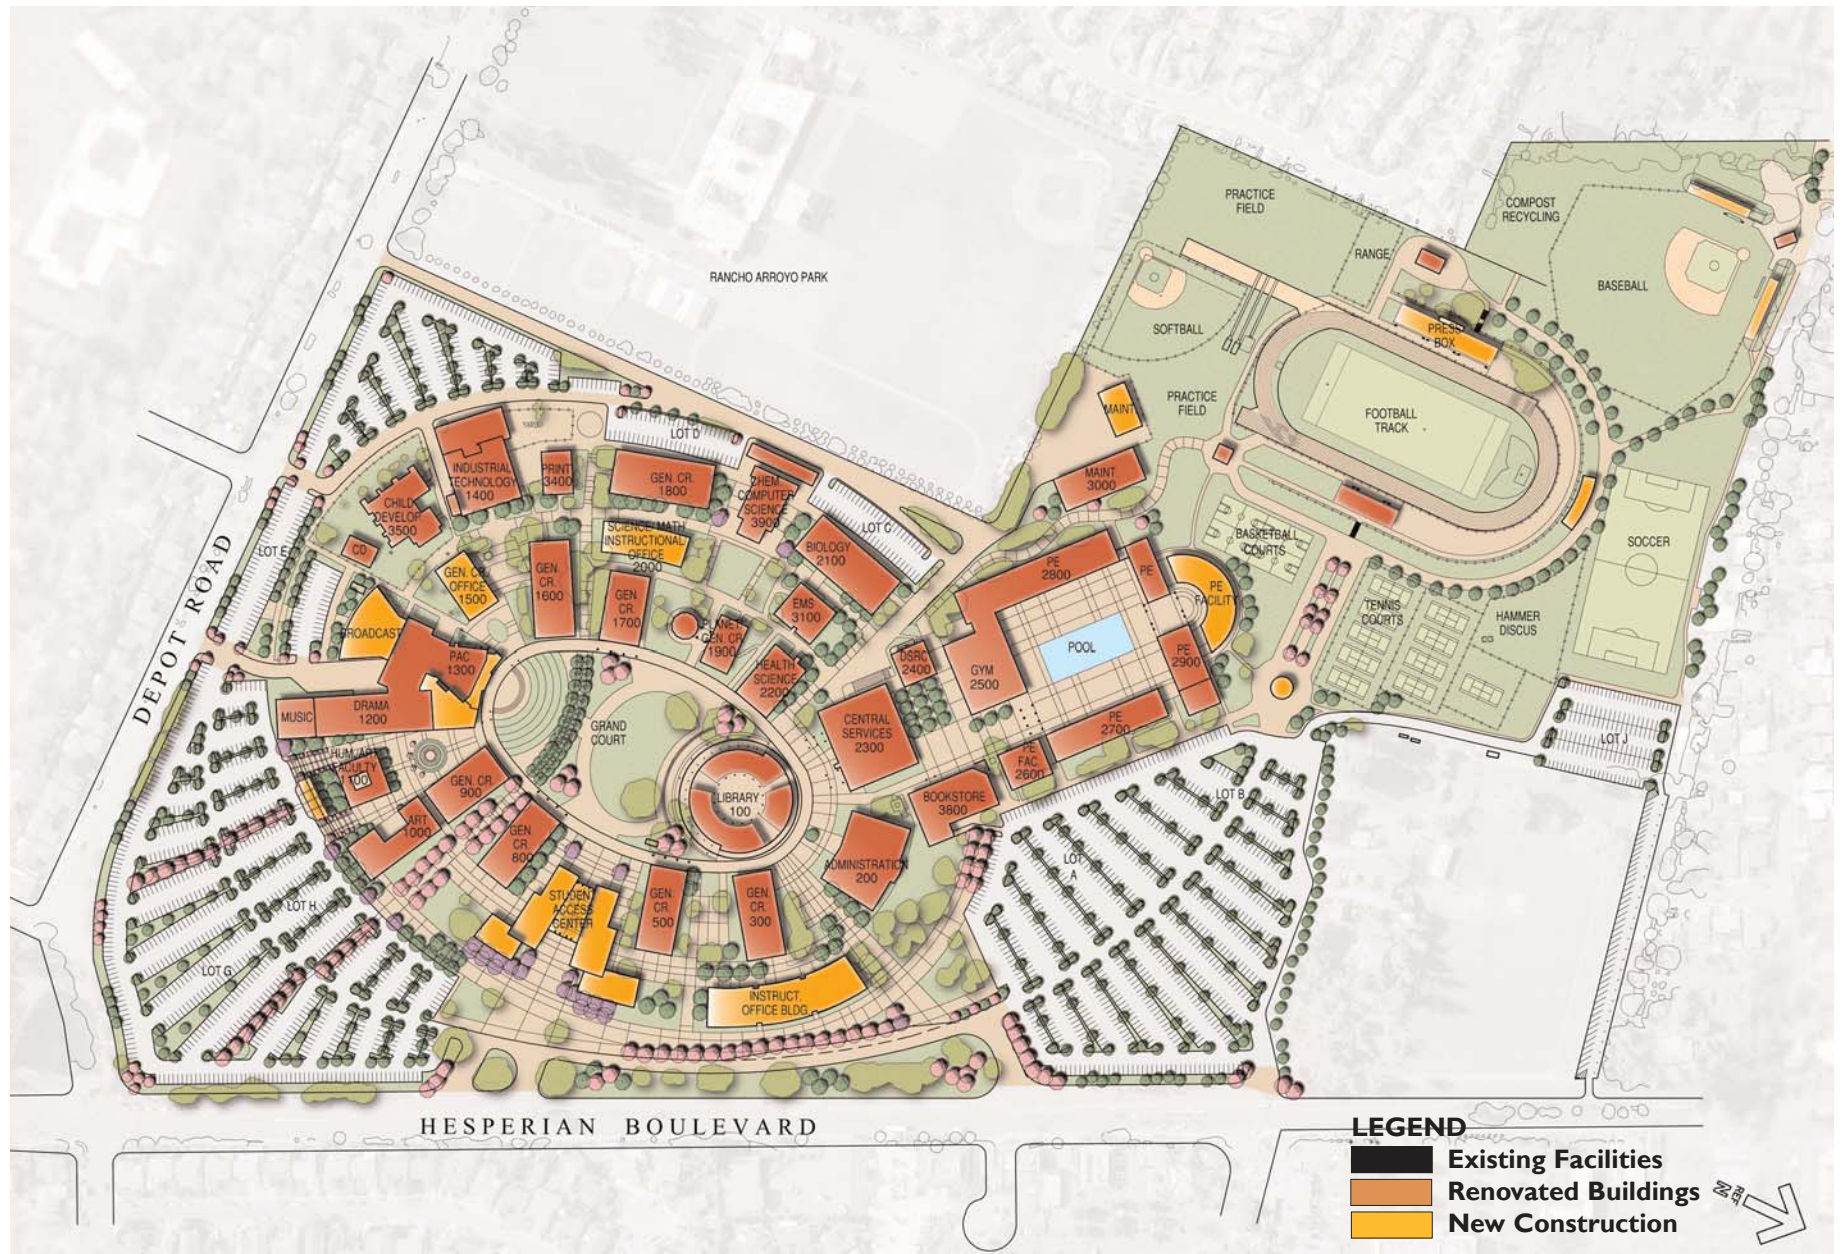 PRACTICE
FIELD
COMPOST
RECYCLING
RANGE
RANCHO ARROYO PARK
BASEBALL
SOFTBALL
PRESS
BOX
MAINT
PRACTICE
FIELD
FOOTBALL
TRACK
YARD
LOT D
INDUSTRIAL
TECHNOLOGY
1400
PRINT
3400
GEN. CR.
1800
CHEM.
COMPUTER
SCIENCE
3900
MAINT
3000
CHILD
DEVELOP.
3500
LOT C
SCIENCE MATH
INSTRUCTIONAL
OFFICE
2000
BASKETBALL
COURTS
SOCCER
LOT E
CD
BIOLOGY
2100
GEN. CR.
OFFICE
1500
GEN.
CR.
1600
PE
2800
PE
PE
FACILITY
GEN.
CR.
1700
EMS
3100
TENNIS
COURTS
HAMMER
DISCUS
DEPOT ROAD
BROADCAST
PLANET.
GEN. CR.
1900
PAC
1300
DSRC
2400
POOL
PE
2900
HEALTH
SCIENCE
2200
GYM
2500
MUSIC
DRAMA
1200
GRAND
COURT
CENTRAL
SERVICES
2300
PE
2700
LOT J
HUM. ART
FACULTY
1100
GEN. CR.
900
PE
FAC.
2600
LIBRARY
100
BOOKSTORE
3800
LOT B
ART
1000
GEN.
CR.
800
LOT
A
ADMINISTRATION
200
LOT H
STUDENT
ACCESS
CENTER
GEN.
CR.
500
GEN.
CR.
300
LOT G
INSTRUCT.
OFFICE BLDG.
HESPERIAN BOULEVARD
LEGEND
Existing Facilities
Renovated Buildings
New Construction
REF
N